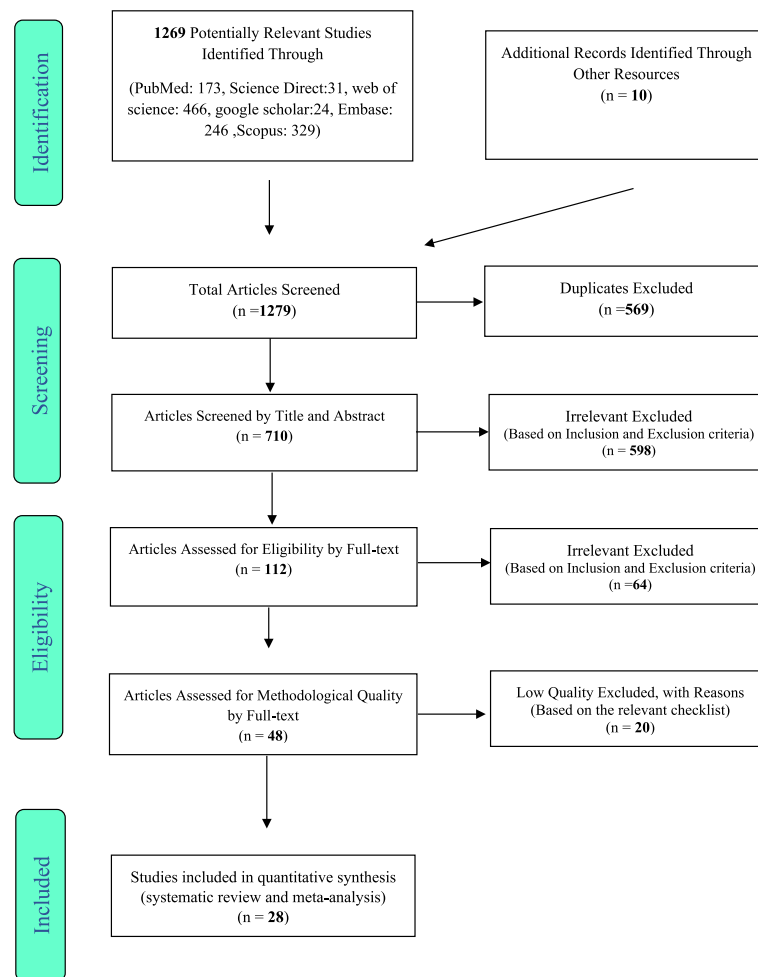 Identification
1269 Potentially Relevant Studies
Identified Through
(PubMed: 173, Science Direct:31, web of
science: 466, google scholar:24, Embase:
246 ,Scopus: 329)
Additional Records Identified Through
Other Resources
(n = 10)
Screening
Total Articles Screened
(n =1279)
Duplicates Excluded
(n =569)
Articles Screened by Title and Abstract
(n = 710)
Irrelevant Excluded
(Based on Inclusion and Exclusion criteria)
(n = 598)
Eligibility
Articles Assessed for Eligibility by Full-text
(n = 112)
Irrelevant Excluded
(Based on Inclusion and Exclusion criteria)
(n =64)
Articles Assessed for Methodological Quality
by Full-text
(n = 48)
Low Quality Excluded, with Reasons
(Based on the relevant checklist)
(n = 20)
Included
Studies included in quantitative synthesis
(systematic review and meta-analysis)
(n = 28)